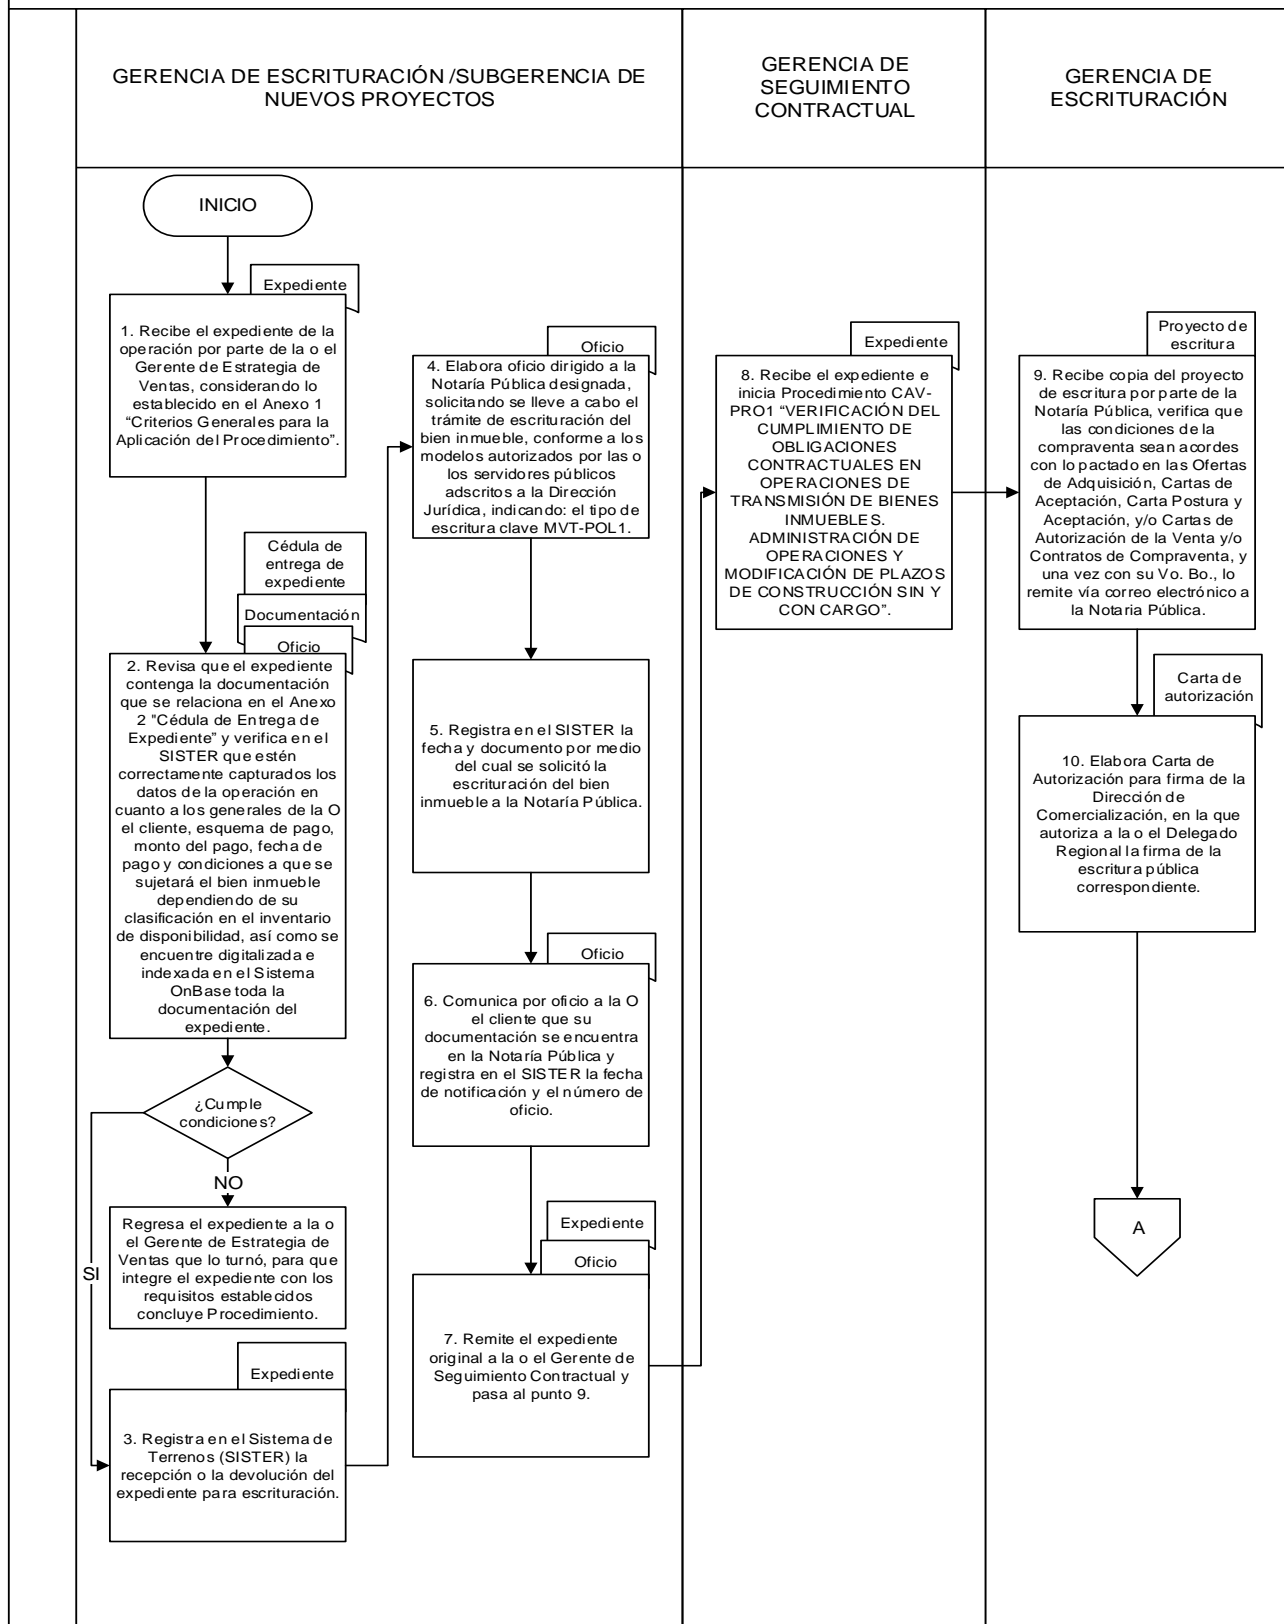 GERENCIA DE ESCRITURACIÓN /SUBGERENCIA DE
NUEVOS PROYECTOS
GERENCIA DE
SEGUIMIENTO
CONTRACTUAL
GERENCIA DE
ESCRITURACIÓN
INICIO
Expediente
1. Recibe el expediente de la
operación por parte de la o el
Gerente de Estrategia de
Ventas, considerando lo
establecido en el Anexo 1
“Criterios Generales para la
Aplicación del Procedimiento”.
Cédula de
entrega de
expediente
Documentación
Oficio
2. Revisa que el expediente
contenga la documentación
que se relaciona en el Anexo
2 "Cédula de Entrega de
Expediente” y verifica en el
SISTER que estén
correctamente capturados los
datos de la operación en
cuanto a los generales de la O
el cliente, esquema de pago,
monto del pago, fecha de
pago y condiciones a que se
sujetará el bien inmueble
dependiendo de su
clasificación en el inventario
de disponibilidad, así como se
encuentre digitalizada e
indexada en el Sistema
OnBase toda la
documentación del
expediente.
¿Cumple
condiciones?
NO
SI
Regresa el expediente a la o
el Gerente de Estrategia de
Ventas que lo turnó, para que
integre el expediente con los
requisitos establecidos
concluye Procedimiento.
Expediente
3. Registra en el Sistema de
Terrenos (SISTER) la
recepción o la devolución del
expediente para escrituración.
Oficio
4. Elabora oficio dirigido a la
Notaría Pública designada,
solicitando se lleve a cabo el
trámite de escrituración del
bien inmueble, conforme a los
modelos autorizados por las o
los servidores públicos
adscritos a la Dirección
Jurídica, indicando: el tipo de
escritura clave MVT-POL1.
5. Registra en el SISTER la
fecha y documento por medio
del cual se solicitó la
escrituración del bien
inmueble a la Notaría Pública.
Oficio
6. Comunica por oficio a la O
el cliente que su
documentación se encuentra
en la Notaría Pública y
registra en el SISTER la fecha
de notificación y el número de
oficio.
Expediente
Oficio
7. Remite el expediente
original a la o el Gerente de
Seguimiento Contractual y
pasa al punto 9.
Expediente
8. Recibe el expediente e
inicia Procedimiento CAV-
PRO1 “VERIFICACIÓN DEL
CUMPLIMIENTO DE
OBLIGACIONES
CONTRACTUALES EN
OPERACIONES DE
TRANSMISIÓN DE BIENES
INMUEBLES.
ADMINISTRACIÓN DE
OPERACIONES Y
MODIFICACIÓN DE PLAZOS
DE CONSTRUCCIÓN SIN Y
CON CARGO”.
Proyecto de
escritura
9. Recibe copia del proyecto
de escritura por parte de la
Notaría Pública, verifica que
las condiciones de la
compraventa sean acordes
con lo pactado en las Ofertas
de Adquisición, Cartas de
Aceptación, Carta Postura y
Aceptación, y/o Cartas de
Autorización de la Venta y/o
Contratos de Compraventa, y
una vez con su Vo. Bo., lo
remite vía correo electrónico a
la Notaria Pública.
Carta de
autorización
10. Elabora Carta de
Autorización para firma de la
Dirección de
Comercialización, en la que
autoriza a la o el Delegado
Regional la firma de la
escritura pública
correspondiente.
A